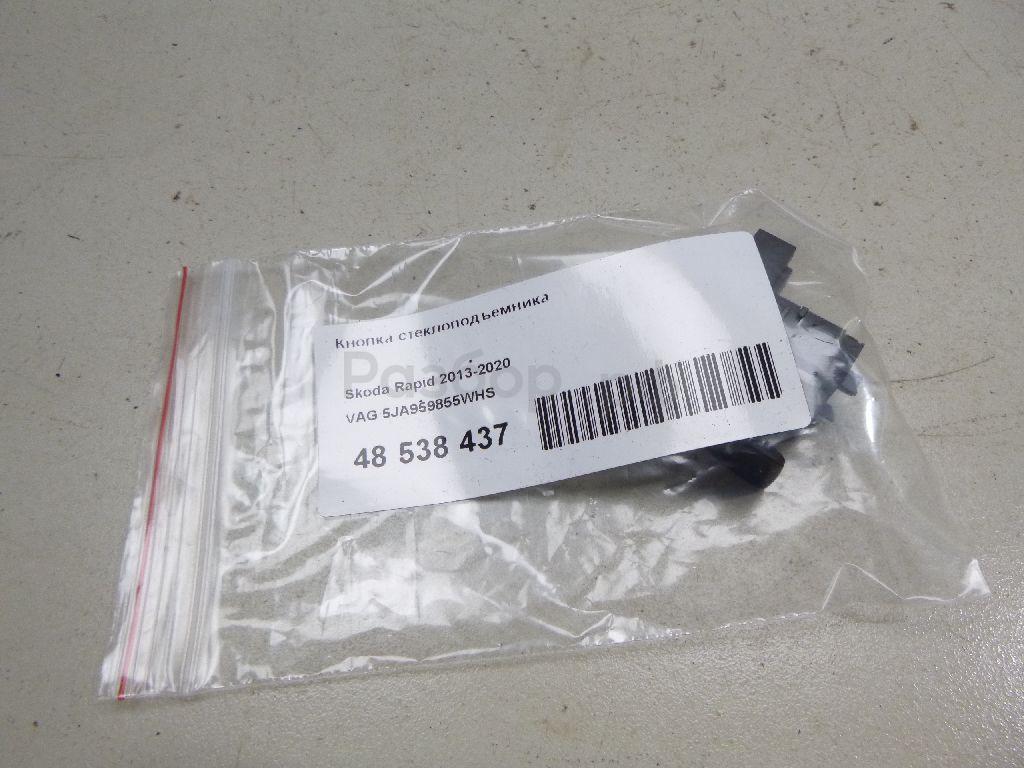 Кнопка стеклоподъемника
Skoda Rapid 2013-2020
VAG 5JA959855WHS
48 538 437